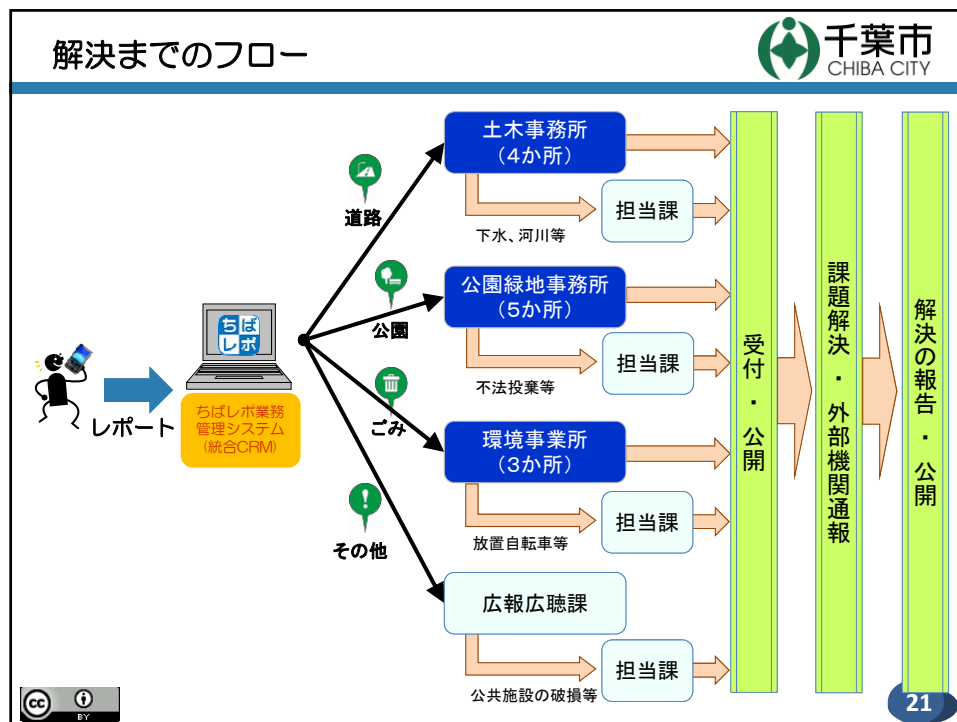 解決までのフロー
千葉市
CHIBA CITY
土木事務所
(4か所)
道路
担当課
下水、河川等
公園緑地事務所
(5か所)
公園
担当課
不法投棄等
ちば
レポ
レポート
ちばレポ業務
管理システム
(統合CRM)
ごみ
環境事業所
(3か所)
担当課
放置自転車等
その他
広報広聴課
担当課
公共施設の破損等
受付・公開
課題解決・外部機関通報
解決の報告・公開
cc
BY
21